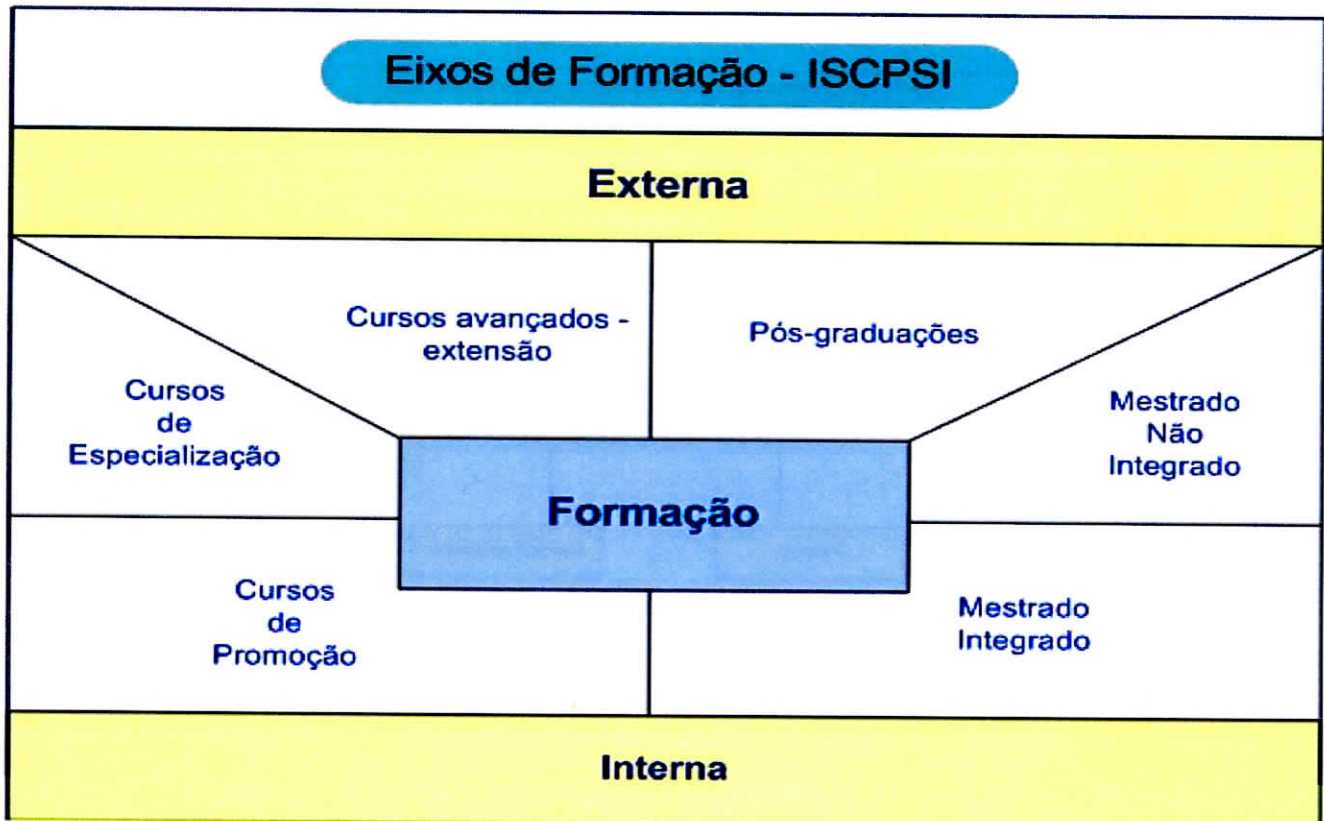 Eixos de Formação - ISCPSI
Externa
Cursos avançados -
extensão
Pós-graduações
Cursos
de
Especialização
Mestrado
Não
Integrado
Formação
Cursos
de
Promoção
Mestrado
Integrado
Interna